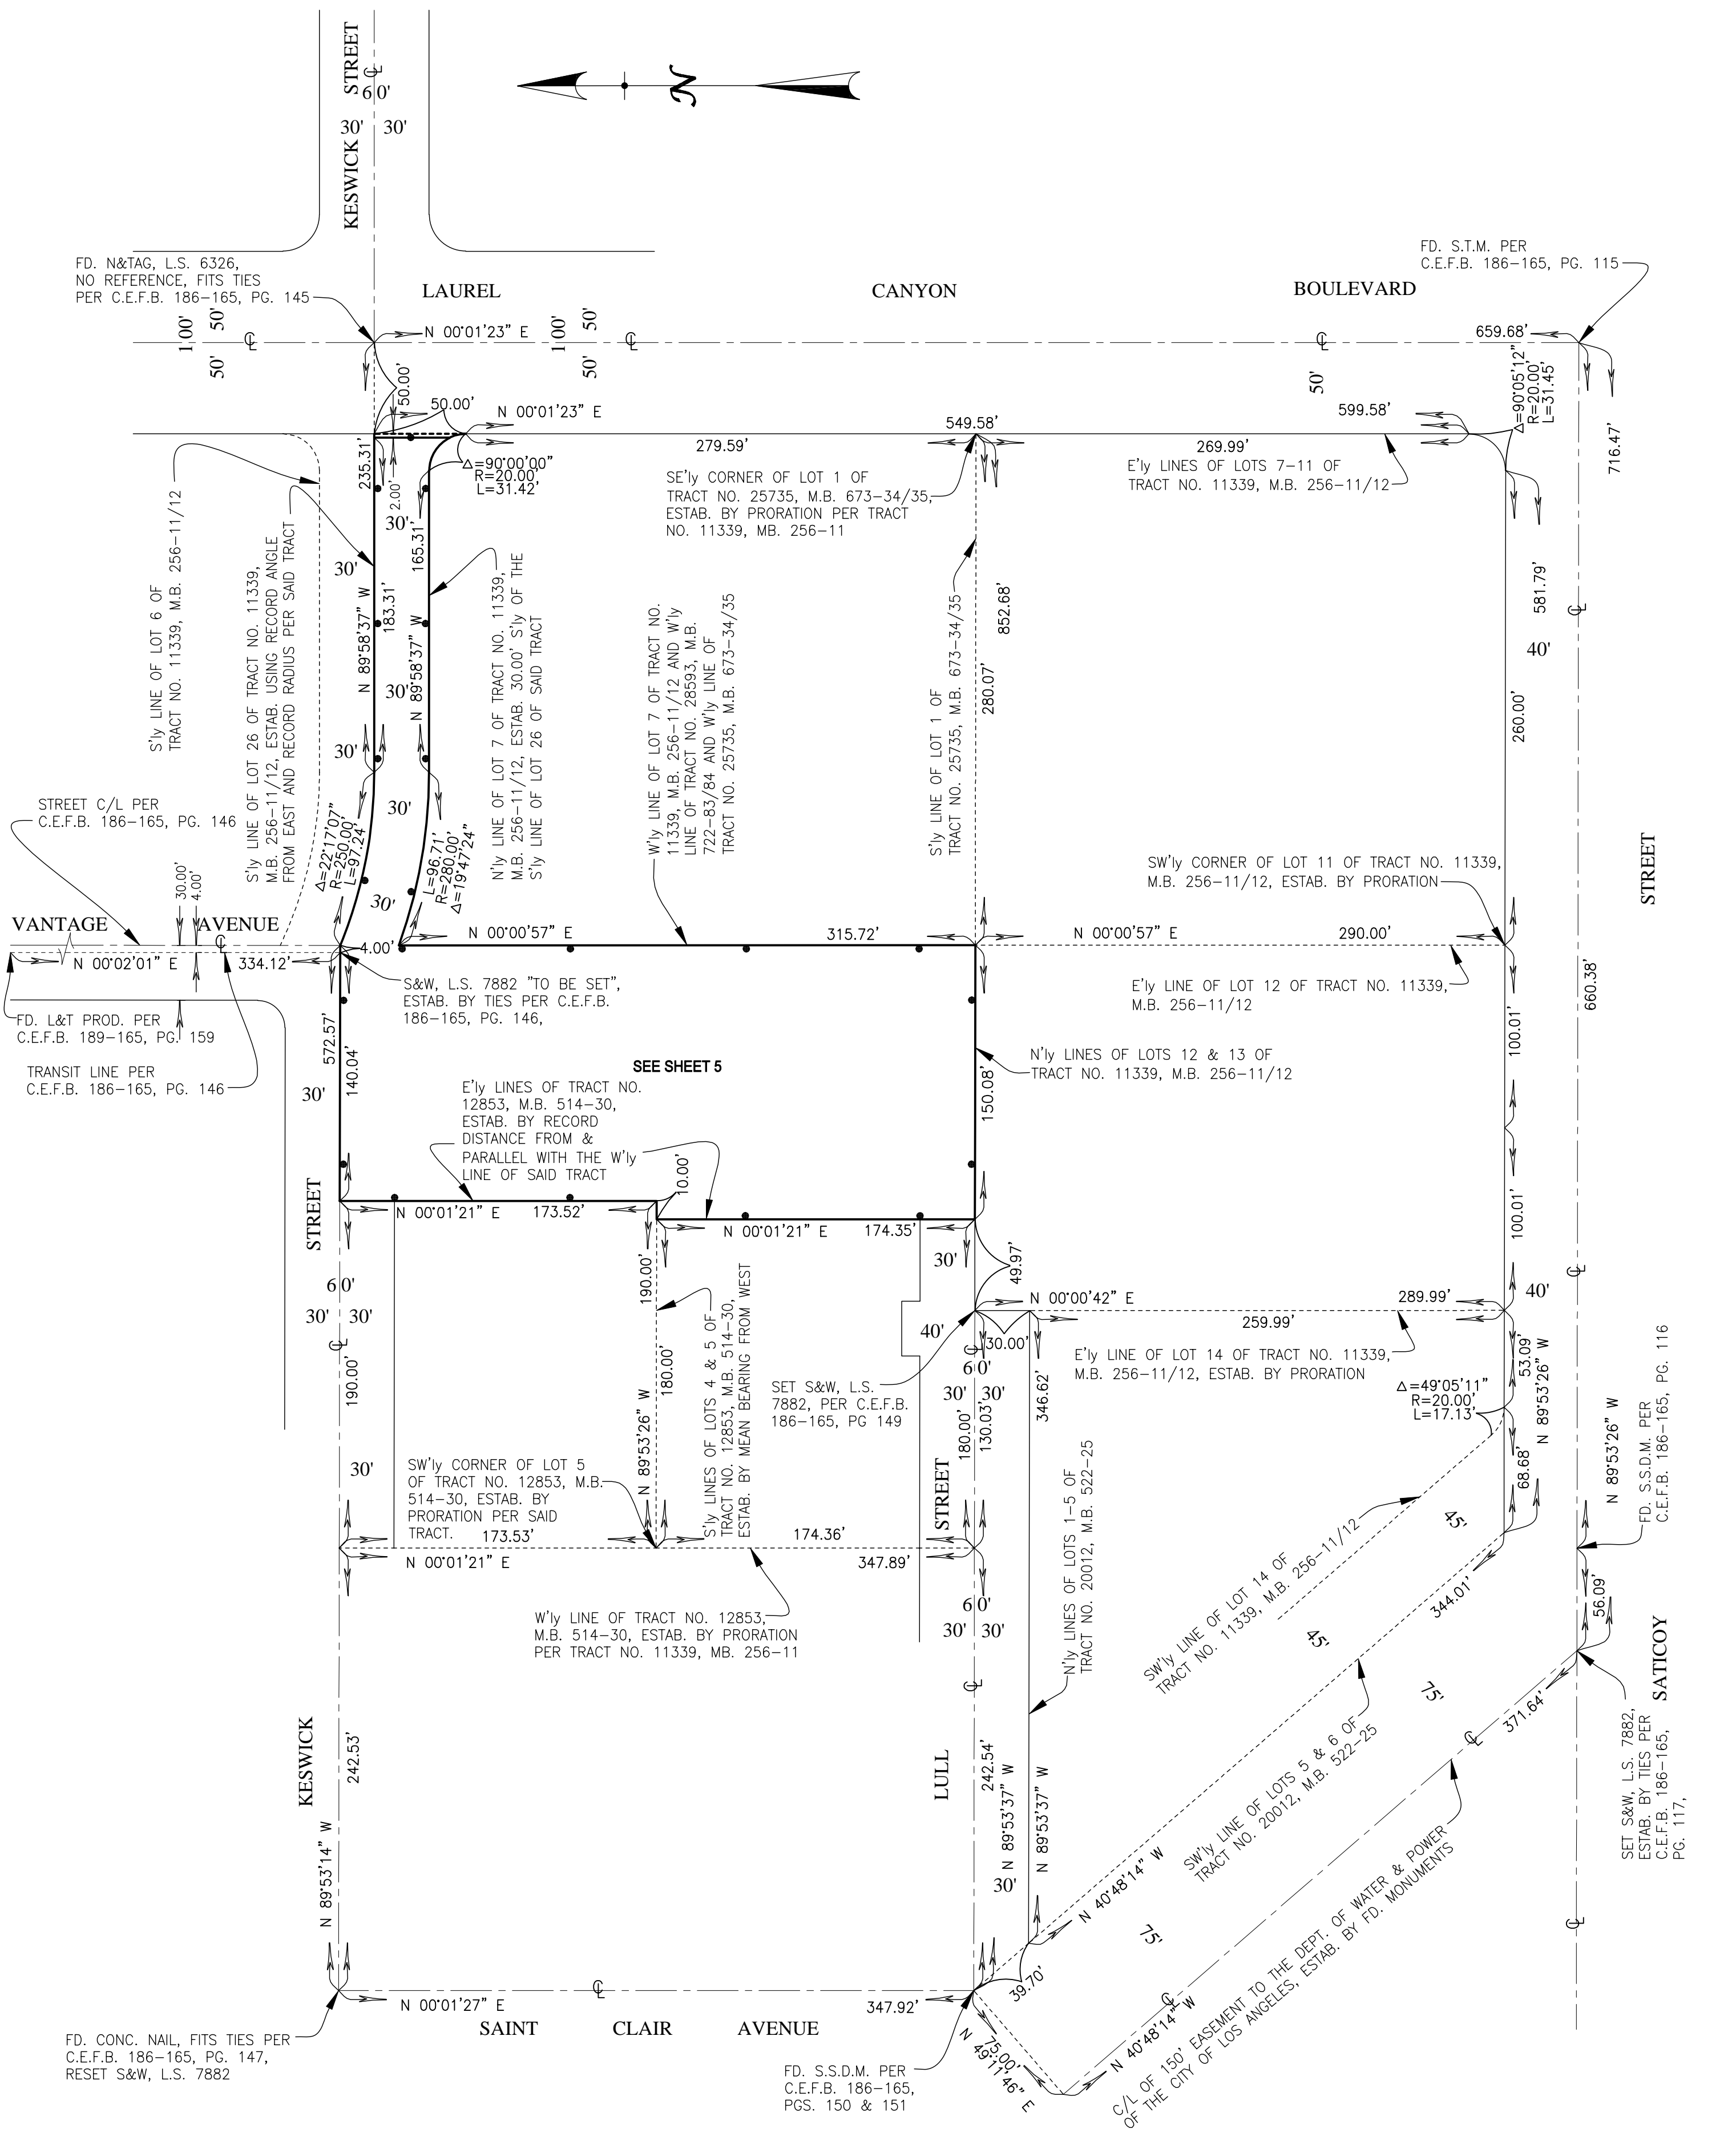 KESWICK STREET
℄
60'
30' 30'
N
FD. N&TAG, L.S. 6326,
NO REFERENCE, FITS TIES
PER C.E.F.B. 186-165, PG. 145
LAUREL CANYON BOULEVARD
FD. S.T.M. PER
C.E.F.B. 186-165, PG. 115
100'
50'
50'
℄
N 00°01'23" E
100'
50'
50'
℄
℄
50'
659.68'
Δ=90°05'12"
R=20.00'
L=31.45'
716.47'
50.00'
50.00'
N 00°01'23" E
549.58'
599.58'
279.59'
269.99'
235.31'
2.00'
Δ=90°00'00"
R=20.00'
L=31.42'
SE'ly CORNER OF LOT 1 OF
TRACT NO. 25735, M.B. 673-34/35,
ESTAB. BY PRORATION PER TRACT
NO. 11339, MB. 256-11
E'ly LINES OF LOTS 7-11 OF
TRACT NO. 11339, M.B. 256-11/12
S'ly LINE OF LOT 6 OF
TRACT NO. 11339, M.B. 256-11/12
S'ly LINE OF LOT 26 OF TRACT NO. 11339,
M.B. 256-11/12, ESTAB. USING RECORD ANGLE
FROM EAST AND RECORD RADIUS PER SAID TRACT
30'
30'
165.31'
N 89°58'37" W
183.31'
30'
N 89°58'37" W
30'
30'
30'
N'ly LINE OF LOT 7 OF TRACT NO. 11339,
M.B. 256-11/12, ESTAB. 30.00' S'ly OF THE
S'ly LINE OF LOT 26 OF SAID TRACT
W'ly LINE OF LOT 7 OF TRACT NO.
11339, M.B. 256-11/12 AND W'ly
LINE OF TRACT NO. 28593, M.B.
722-83/84 AND W'ly LINE OF
TRACT NO. 25735, M.B. 673-34/35
S'ly LINE OF LOT 1 OF
TRACT NO. 25735, M.B. 673-34/35
852.68'
280.07'
581.79'
40'
260.00'
℄
STREET
Δ=22°17'07"
R=250.00'
L=97.24'
L=96.71'
R=280.00'
Δ=19°47'24"
STREET C/L PER
C.E.F.B. 186-165, PG. 146
30.00'
4.00'
VANTAGE AVENUE
℄
N 00°02'01" E
334.12'
4.00'
N 00°00'57" E
315.72'
N 00°00'57" E
290.00'
SW'ly CORNER OF LOT 11 OF TRACT NO. 11339,
M.B. 256-11/12, ESTAB. BY PRORATION
FD. L&T PROD. PER
C.E.F.B. 189-165, PG. 159
TRANSIT LINE PER
C.E.F.B. 186-165, PG. 146
S&W, L.S. 7882 "TO BE SET",
ESTAB. BY TIES PER C.E.F.B.
186-165, PG. 146,
E'ly LINE OF LOT 12 OF TRACT NO. 11339,
M.B. 256-11/12
572.57'
140.04'
30'
SEE SHEET 5
E'ly LINES OF TRACT NO.
12853, M.B. 514-30,
ESTAB. BY RECORD
DISTANCE FROM &
PARALLEL WITH THE W'ly
LINE OF SAID TRACT
10.00'
N'ly LINES OF LOTS 12 & 13 OF
TRACT NO. 11339, M.B. 256-11/12
150.08'
100.01'
100.01'
660.38'
N 00°01'21" E
173.52'
N 00°01'21" E
174.35'
STREET
60'
30' 30'
℄
190.00'
190.00'
180.00'
N 89°53'26" W
S'ly LINES OF LOTS 4 & 5 OF
TRACT NO. 12853, M.B. 514-30,
ESTAB. BY MEAN BEARING FROM WEST
30'
49.97'
N 00°00'42" E
289.99'
259.99'
40'
℄
40'
℄
30.00'
60'
30' 30'
E'ly LINE OF LOT 14 OF TRACT NO. 11339,
M.B. 256-11/12, ESTAB. BY PRORATION
SET S&W, L.S.
7882, PER C.E.F.B.
186-165, PG 149
Δ=49°05'11"
R=20.00'
L=17.13'
53.09'
N 89°53'26" W
68.68'
346.62'
180.00'
130.03'
STREET
30'
SW'ly CORNER OF LOT 5
OF TRACT NO. 12853, M.B.
514-30, ESTAB. BY
PRORATION PER SAID
TRACT.
173.53'
174.36'
N 00°01'21" E
347.89'
N'ly LINES OF LOTS 1-5 OF
TRACT NO. 20012, M.B. 522-25
45'
SW'ly LINE OF LOT 14 OF
TRACT NO. 11339, M.B. 256-11/12
344.01'
45'
N 89°53'26" W
FD. S.S.D.M. PER
C.E.F.B. 186-165, PG. 116
56.09'
W'ly LINE OF TRACT NO. 12853,
M.B. 514-30, ESTAB. BY PRORATION
PER TRACT NO. 11339, MB. 256-11
60'
30' 30'
℄
75'
371.64'
℄
SATICOY
SET S&W, L.S. 7882,
ESTAB. BY TIES PER
C.E.F.B. 186-165,
PG. 117,
KESWICK
242.53'
N 89°53'14" W
LULL
242.54'
N 89°53'37" W
N 89°53'37" W
30'
SW'ly LINE OF LOTS 5 & 6 OF
TRACT NO. 20012, M.B. 522-25
N 40°48'14" W
75'
℄
℄
N 00°01'27" E
347.92'
39.70'
SAINT CLAIR AVENUE
℄
FD. CONC. NAIL, FITS TIES PER
C.E.F.B. 186-165, PG. 147,
RESET S&W, L.S. 7882
FD. S.S.D.M. PER
C.E.F.B. 186-165,
PGS. 150 & 151
75.00'
N 49°11'46" E
N 40°48'14" W
C/L OF 150' EASEMENT TO THE DEPT. OF WATER & POWER
OF THE CITY OF LOS ANGELES, ESTAB. BY FD. MONUMENTS